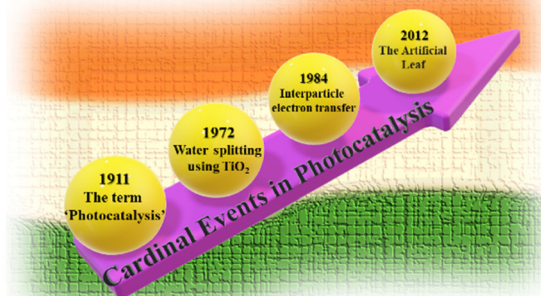 1911
The term
'Photocatalysis'
1972
Water splitting
using TiO₂
1984
Interparticle
electron transfer
2012
The Artificial
Leaf
Cardinal Events in Photocatalysis